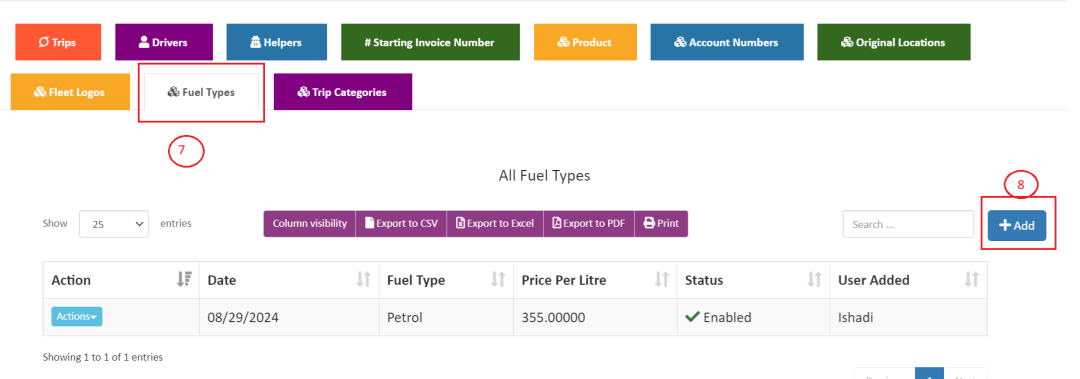 Trips Drivers Helpers # Starting Invoice Number Product Account Numbers Original Locations
Fleet Logos Fuel Types Trip Categories
7
All Fuel Types
8
Show 25 entries Column visibility Export to CSV Export to Excel Export to PDF Print Search ... Add
Action Date Fuel Type Price Per Litre Status User Added
Actions 08/29/2024 Petrol 355.00000 Enabled Ishadi
Showing 1 to 1 of 1 entries